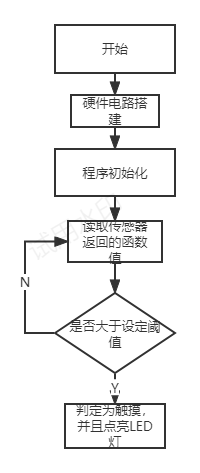 开始
硬件电路搭
建
程序初始化
读取传感器
返回的函数
值
N
是否大于设定阈
值
Y
判定为触摸，
并且点亮LED
灯